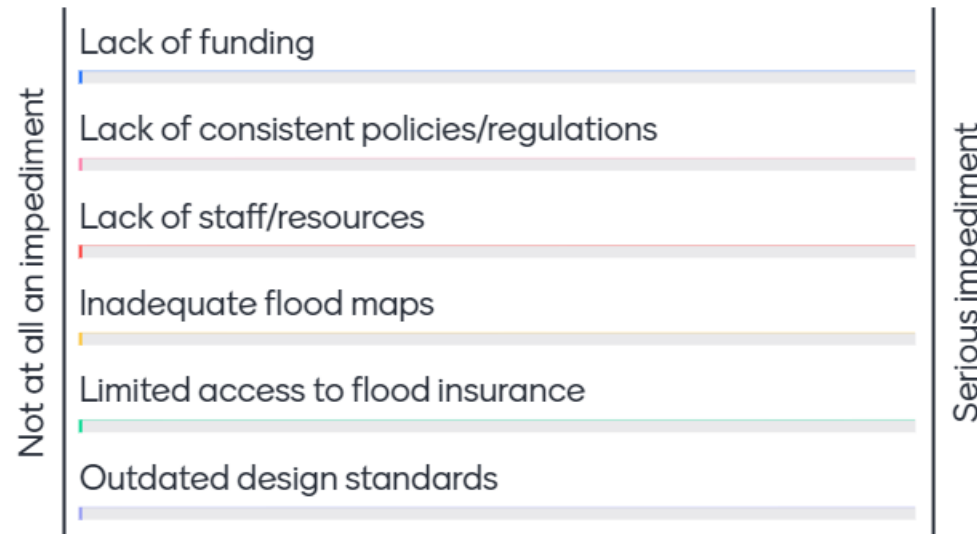 Not at all an impediment
Lack of funding
Lack of consistent policies/regulations
Lack of staff/resources
Inadequate flood maps
Limited access to flood insurance
Outdated design standards
Serious impediment